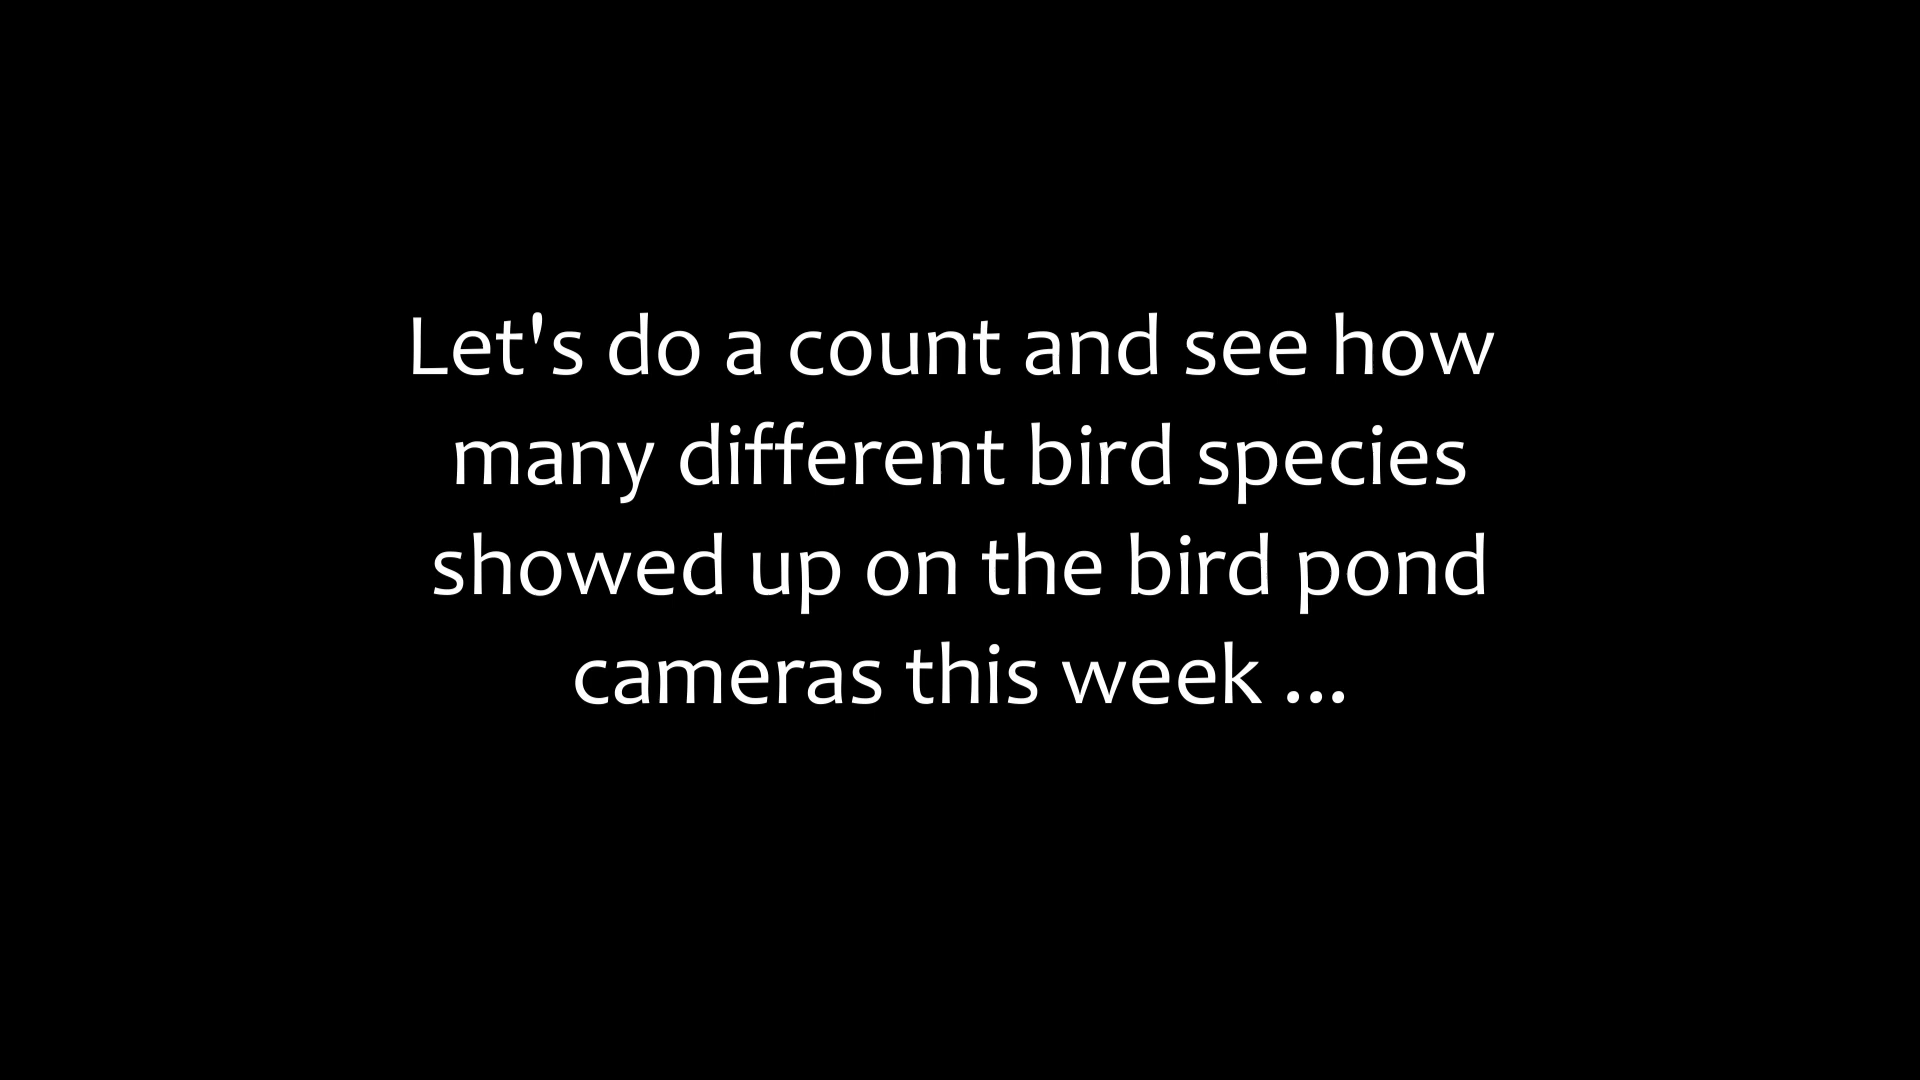 Let's do a count and see how
many different bird species
showed up on the bird pond
cameras this week ...